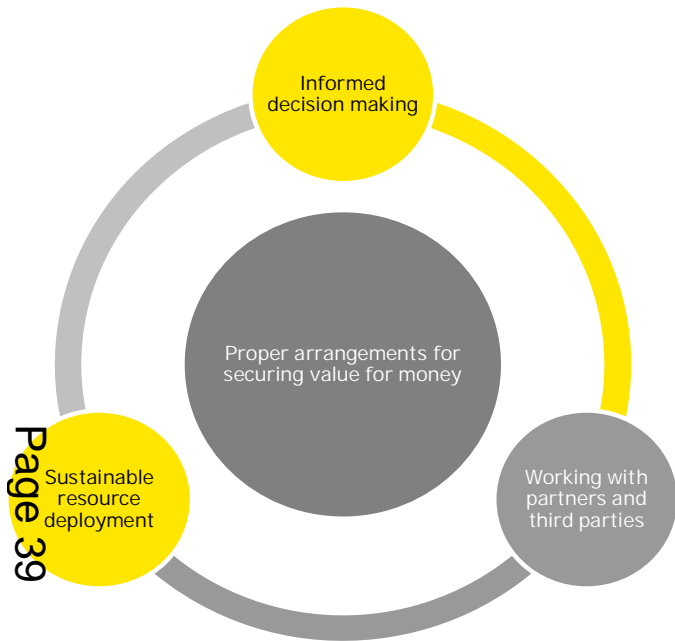 Informed
decision making
Proper arrangements for
securing value for money
Sustainable
resource
deployment
Working with
partners and
third parties
Page 39